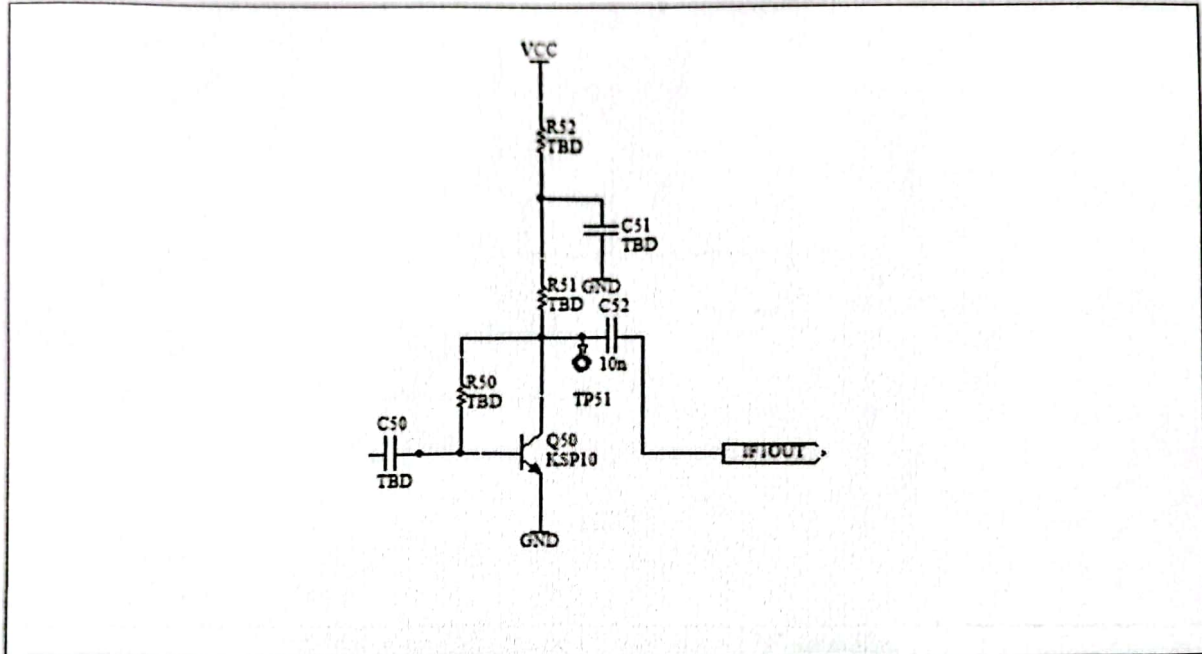 VCC
R52
TBD
C51
TBD
R51
GND
TBD
C52
10n
R50
TBD
TP51
C50
TBD
Q50
KSP10
IF1OUT
GND